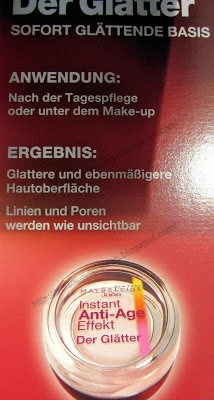 Der Glätter
SOFORT GLÄTTENDE BASIS
ANWENDUNG:
Nach der Tagespflege
oder unter dem Make-up
ERGEBNIS:
Glattere und ebenmäßigere
Hautoberfläche
Linien und Poren
werden wie unsichtbar
MAYBELLINE
Jade
Instant
Anti-Age
Effekt
Der Glätter